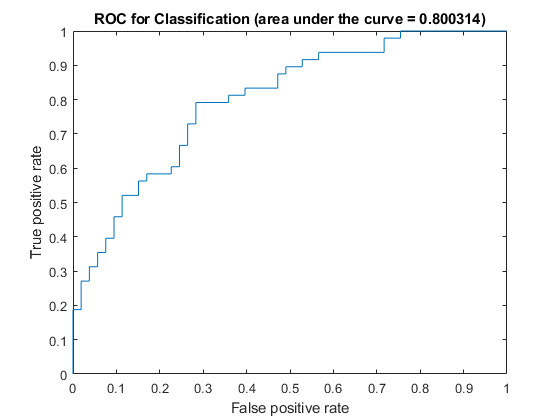 ROC for Classification (area under the curve = 0.800314)
1
0.9
0.8
0.7
0.6
0.5
0.4
0.3
0.2
0.1
0
True positive rate
0 0.1 0.2 0.3 0.4 0.5 0.6 0.7 0.8 0.9 1
False positive rate